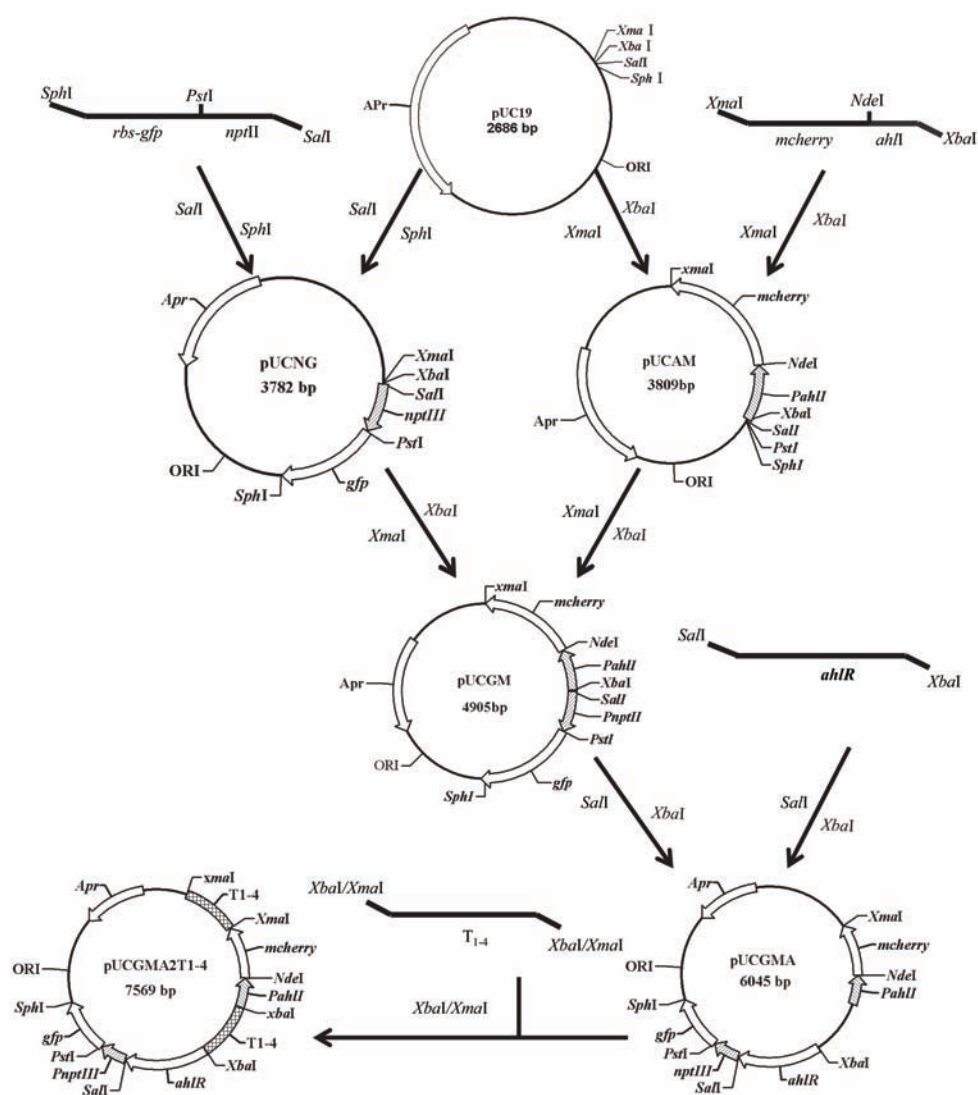 Xma I
Xba I
SalI
Sph I
APr
pUC19
2686 bp
ORI
SphI
PstI
rbs-gfp
nptII
SalI
XmaI
NdeI
mcherry
ahlI
XbaI
SalI
SphI
SalI
SphI
XbaI
XmaI
XbaI
XmaI
Apr
pUCNG
3782 bp
XmaI
XbaI
SalI
nptIII
PstI
gfp
SphI
ORI
xmaI
mcherry
pUCAM
3809bp
NdeI
PahlI
XbaI
SalI
PstI
SphI
Apr
ORI
XbaI
XmaI
XmaI
XbaI
xmaI
mcherry
NdeI
PahlI
XbaI
SalI
PnptII
PstI
gfp
SphI
ORI
Apr
pUCGM
4905bp
SalI
ahlR
XbaI
SalI
XbaI
SalI
XbaI
Apr
xmaI
T1-4
XmaI
mcherry
NdeI
PahlI
xbaI
T1-4
XbaI
ahlR
SalI
PnptIII
PstI
gfp
SphI
ORI
pUCGMA2T1-4
7569 bp
XbaI/XmaI
T1-4
XbaI/XmaI
XbaI/XmaI
Apr
XmaI
mcherry
NdeI
PahlI
XbaI
ahlR
SalI
nptIII
PstI
gfp
SphI
ORI
pUCGMA
6045 bp